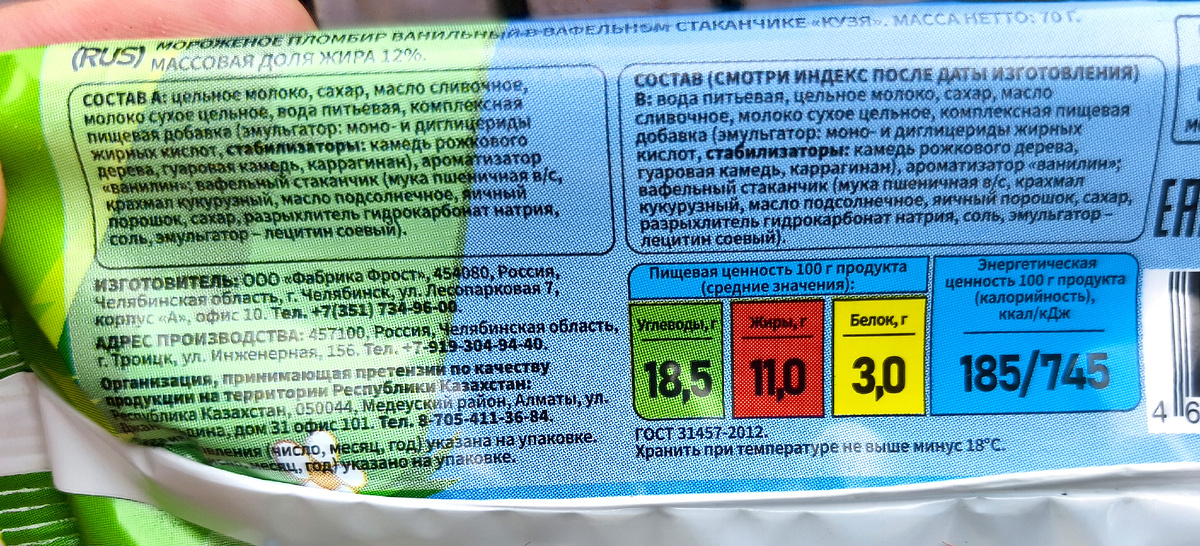 (RUS) МОРОЖЕНОЕ ПЛОМБИР ВАНИЛЬНЫЙ В ВАФЕЛЬНОМ СТАКАНЧИКЕ «КУЗЯ». МАССА НЕТТО: 70 Г.
МАССОВАЯ ДОЛЯ ЖИРА 12%.
СОСТАВ А: цельное молоко, сахар, масло сливочное,
молоко сухое цельное, вода питьевая, комплексная
пищевая добавка (эмульгатор: моно- и диглицериды
жирных кислот, стабилизаторы: камедь рожкового
дерева, гуаровая камедь, каррагинан), ароматизатор
«ванилин»; вафельный стаканчик (мука пшеничная в/с,
крахмал кукурузный, масло подсолнечное, яичный
порошок, сахар, разрыхлитель гидрокарбонат натрия,
соль, эмульгатор – лецитин соевый).
СОСТАВ (СМОТРИ ИНДЕКС ПОСЛЕ ДАТЫ ИЗГОТОВЛЕНИЯ)
В: вода питьевая, цельное молоко, сахар, масло
сливочное, молоко сухое цельное, комплексная пищевая
добавка (эмульгатор: моно- и диглицериды жирных
кислот, стабилизаторы: камедь рожкового дерева,
гуаровая камедь, каррагинан), ароматизатор «ванилин»;
вафельный стаканчик (мука пшеничная в/с, крахмал
кукурузный, масло подсолнечное, яичный порошок, сахар,
разрыхлитель гидрокарбонат натрия, соль, эмульгатор –
лецитин соевый).
ИЗГОТОВИТЕЛЬ: ООО «Фабрика Фрост», 454080, Россия,
Челябинская область, г. Челябинск, ул. Лесопарковая 7,
корпус «А», офис 10. Тел. +7(351) 734-96-00.
АДРЕС ПРОИЗВОДСТВА: 457100, Россия, Челябинская область,
г. Троицк, ул. Инженерная, 156. Тел. +7-919-304-94-40.
Организация, принимающая претензии по качеству
продукции на территории Республики Казахстан:
Республика Казахстан, 050044, Медеуский район, Алматы, ул.
дом 31 офис 101. Тел. 8-705-411-36-84.
(число, месяц, год) указана на упаковке.
месяц, год) указано на упаковке.
Пищевая ценность 100 г продукта
(средние значения):
Углеводы, г
18,5
Жиры, г
11,0
Белок, г
3,0
Энергетическая
ценность 100 г продукта
(калорийность),
ккал/кДж
185/745
ГОСТ 31457-2012.
Хранить при температуре не выше минус 18°С.
EAC
4 6